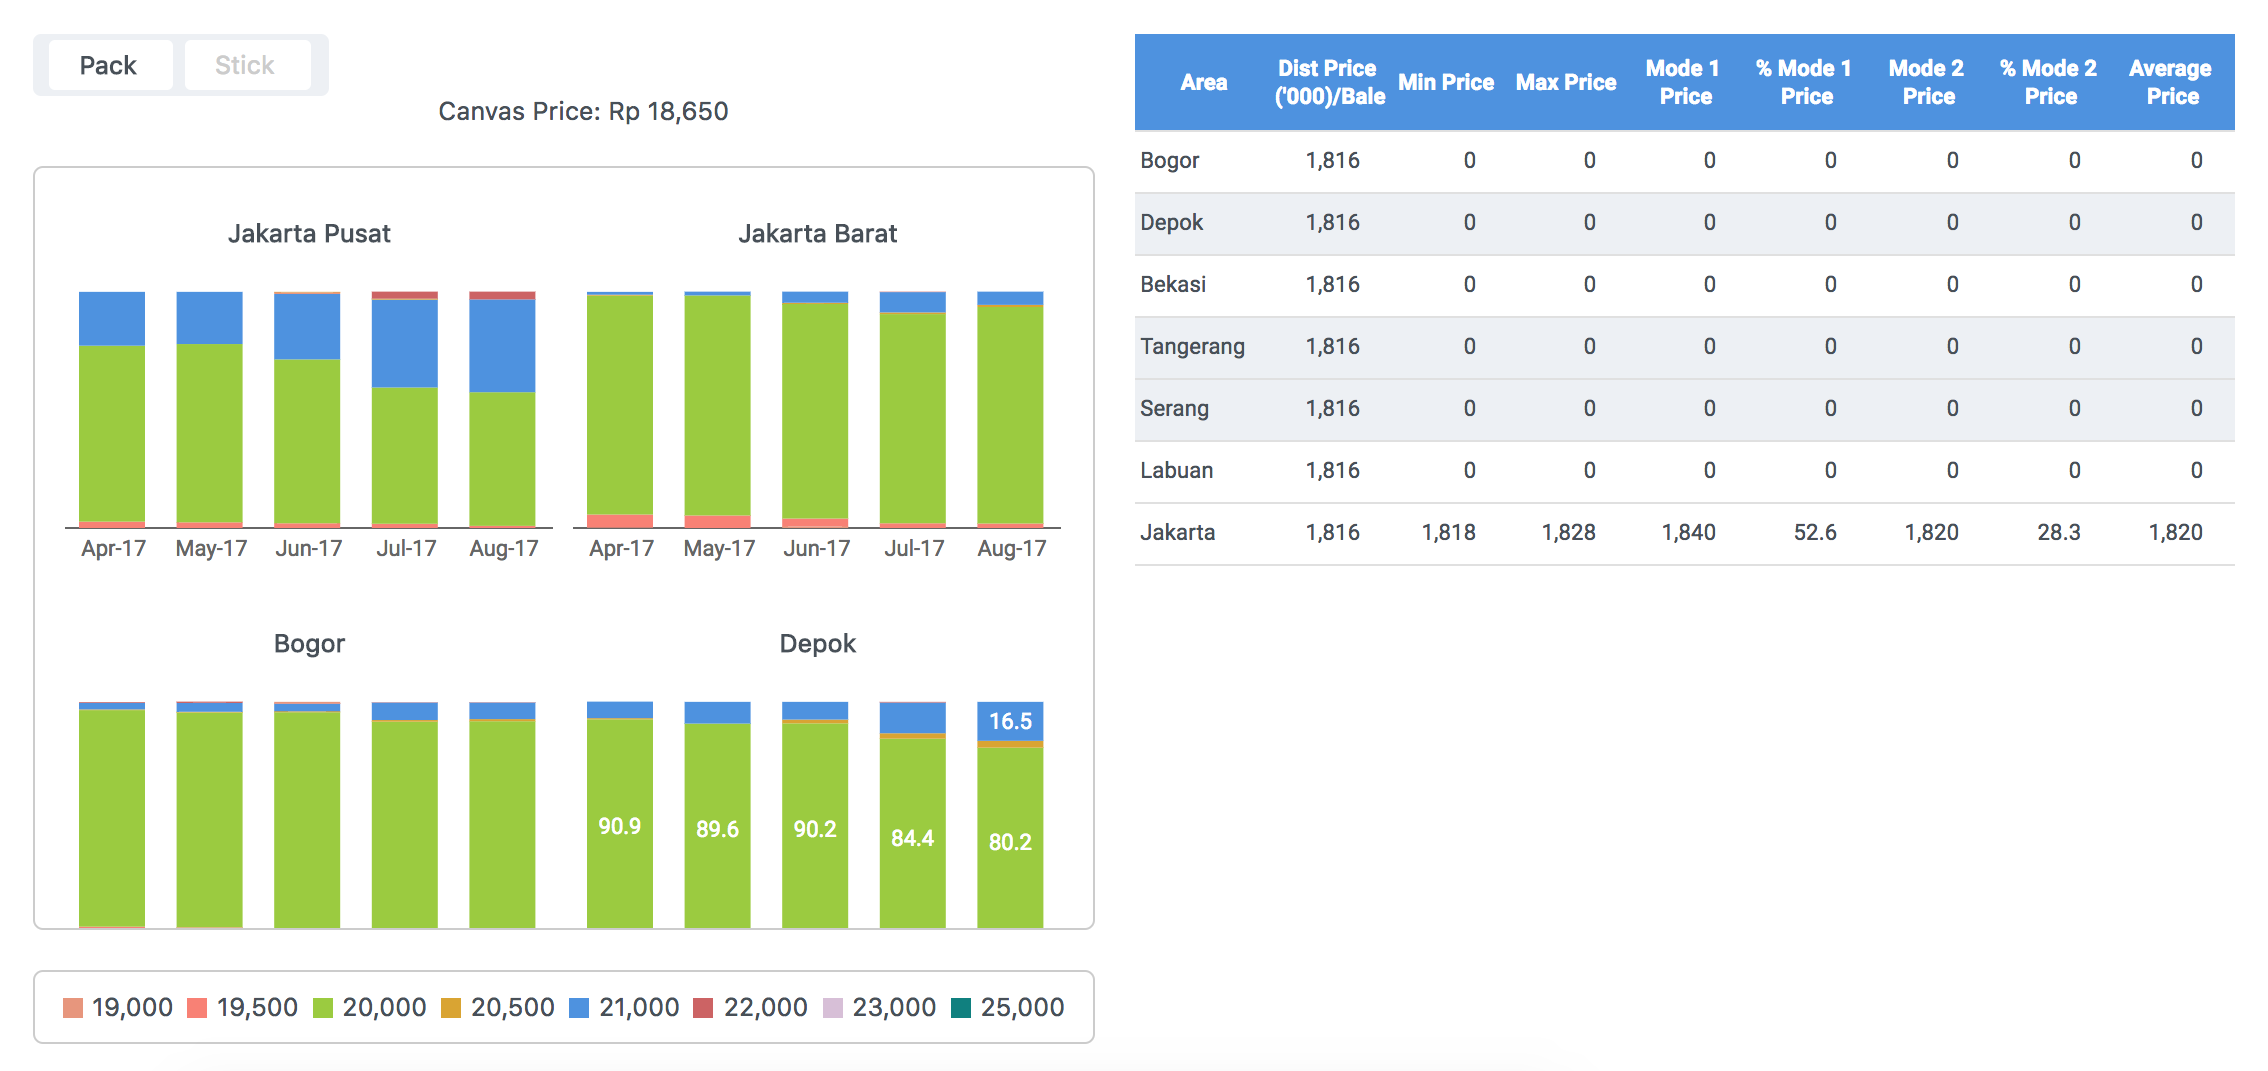 Pack Stick
Canvas Price: Rp 18,650
Jakarta Pusat
Apr-17 May-17 Jun-17 Jul-17 Aug-17
Jakarta Barat
Apr-17 May-17 Jun-17 Jul-17 Aug-17
Bogor
Depok
16.5
90.9 89.6 90.2 84.4 80.2
19,000 19,500 20,000 20,500 21,000 22,000 23,000 25,000
Area Dist Price ('000)/Bale Min Price Max Price Mode 1 Price % Mode 1 Price Mode 2 Price % Mode 2 Price Average Price
Bogor 1,816 0 0 0 0 0 0 0
Depok 1,816 0 0 0 0 0 0 0
Bekasi 1,816 0 0 0 0 0 0 0
Tangerang 1,816 0 0 0 0 0 0 0
Serang 1,816 0 0 0 0 0 0 0
Labuan 1,816 0 0 0 0 0 0 0
Jakarta 1,816 1,818 1,828 1,840 52.6 1,820 28.3 1,820